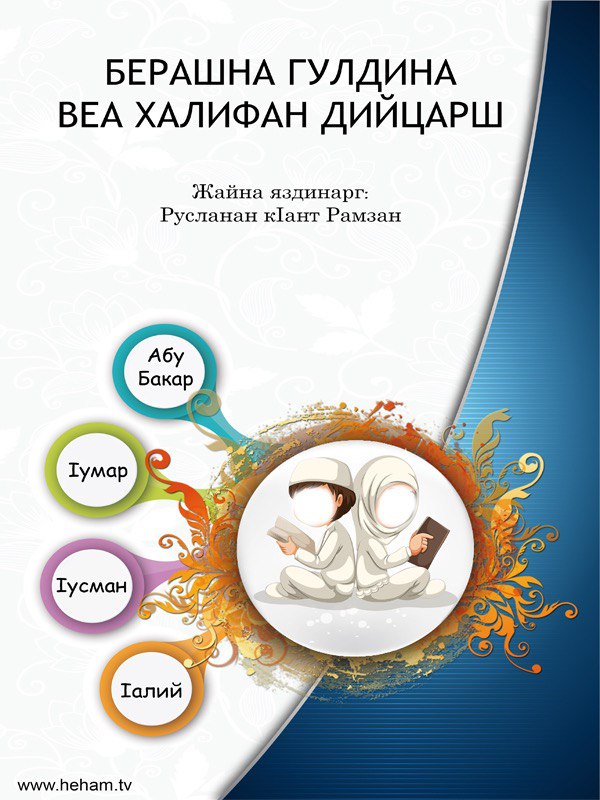 БЕРАШНА ГУЛДИНА
ВЕА ХАЛИФАН ДИЙЦАРШ
Жайна яздинарг:
Русланан кІант Рамзан
Абу
Бакар
Іумар
Іусман
Іалий
www.heham.tv